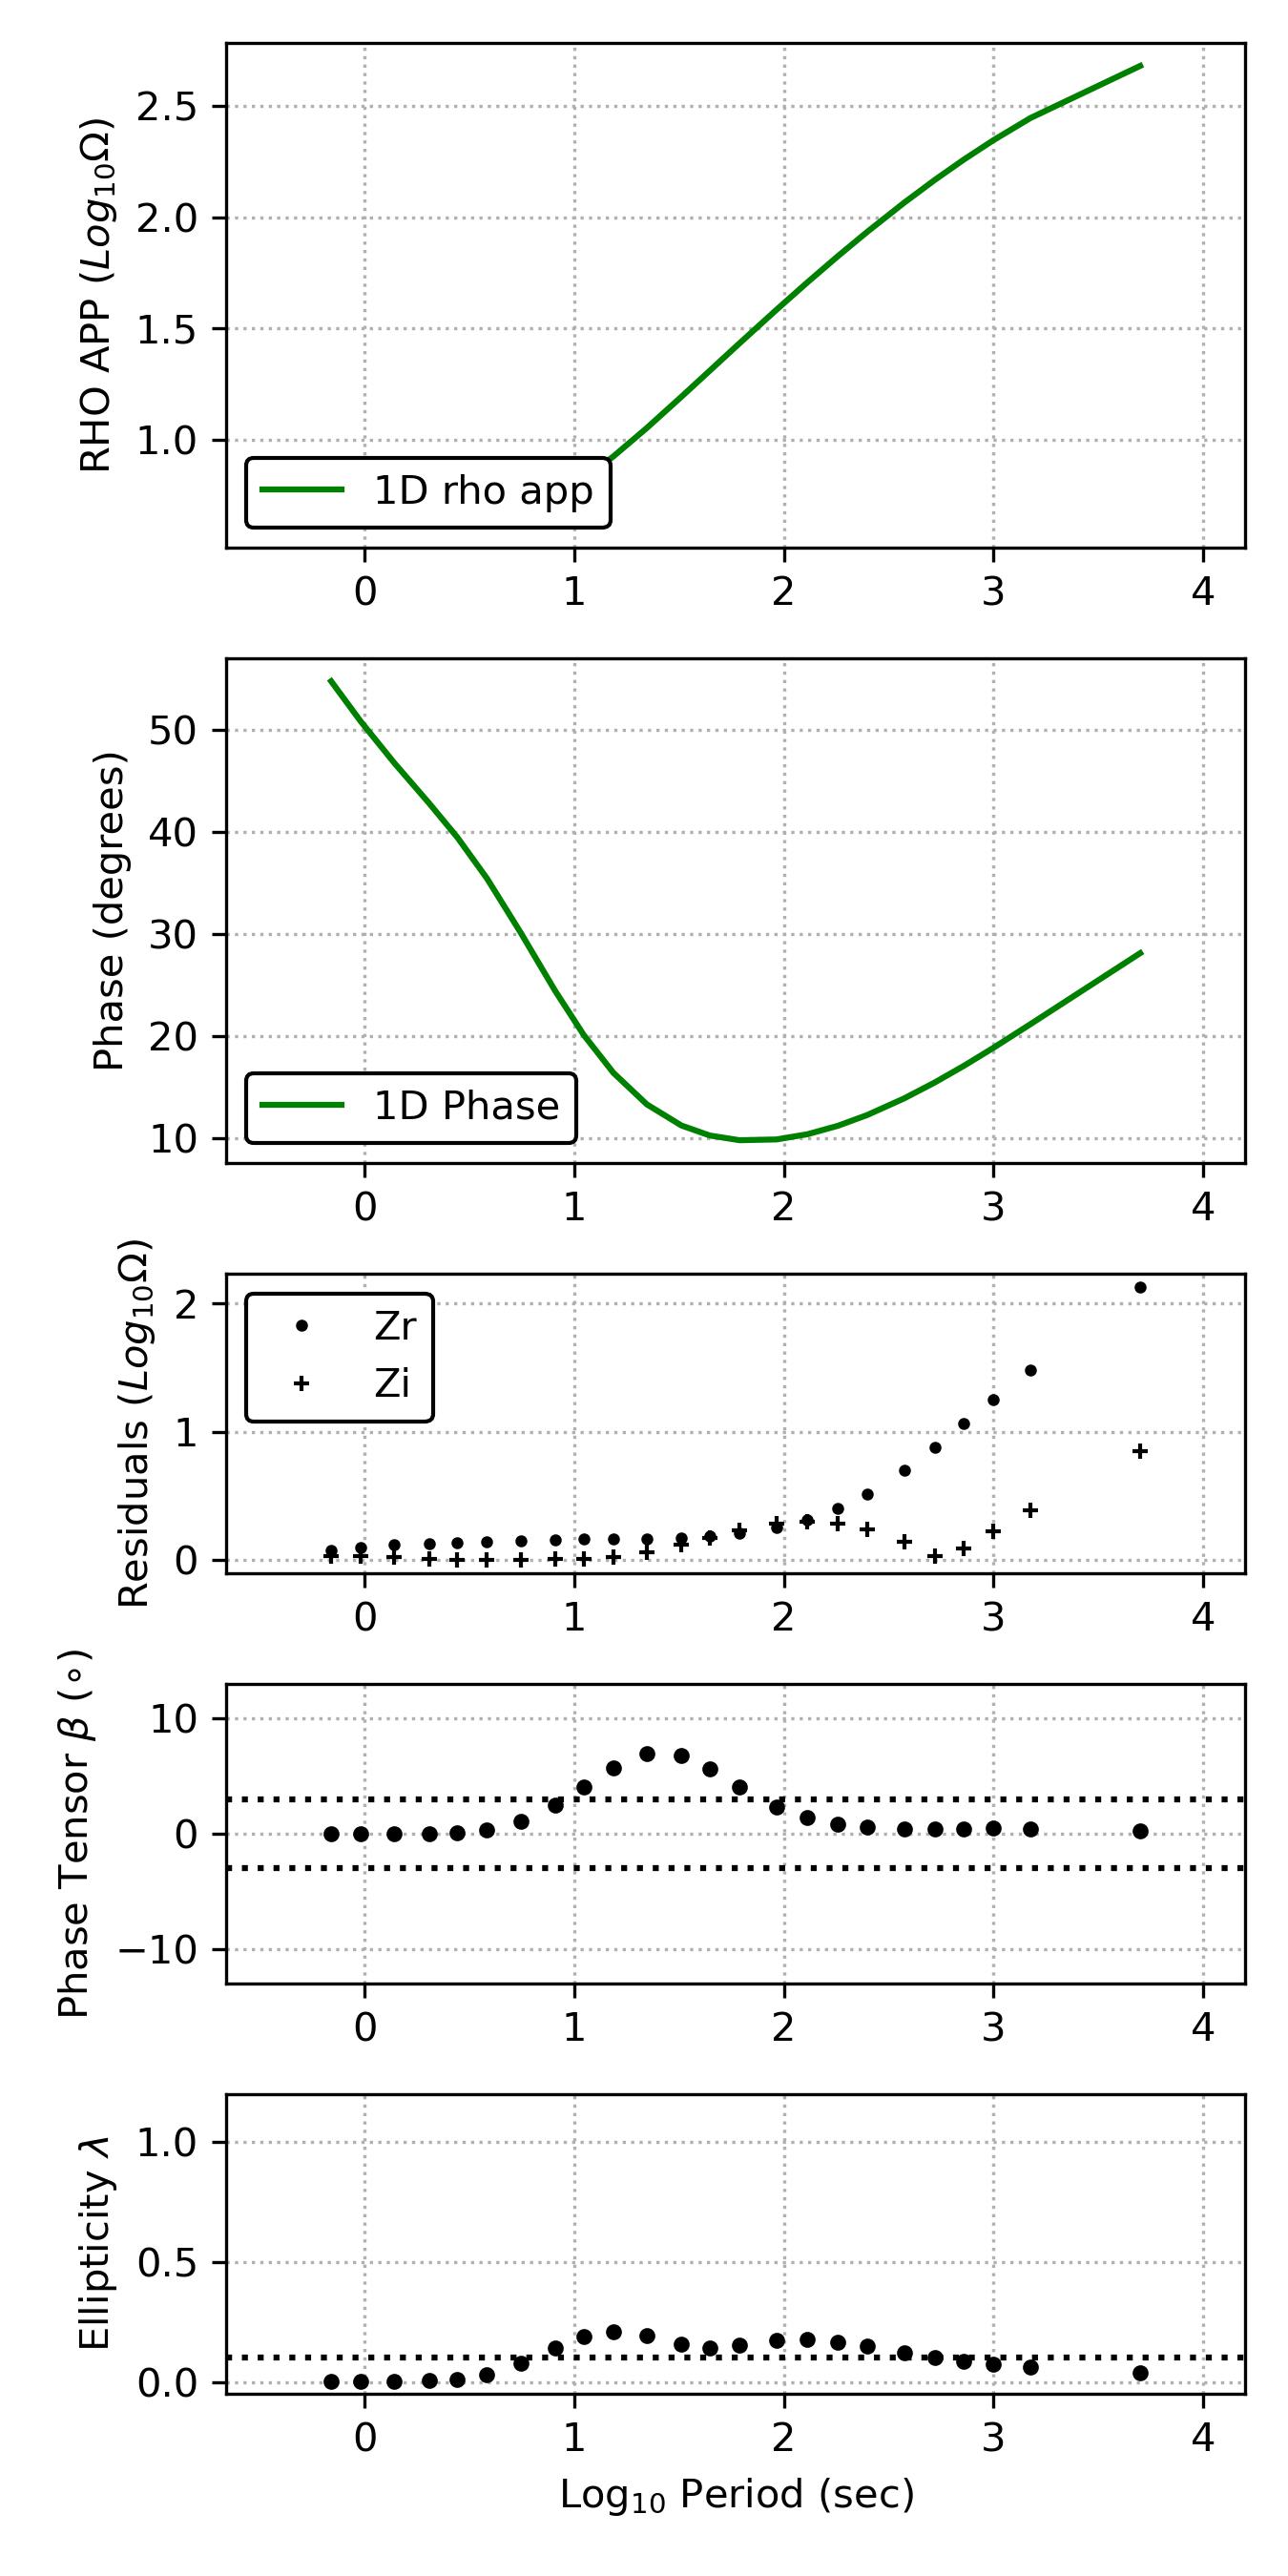 RHO APP (Log₁₀Ω)
2.5
2.0
1.5
1.0
1D rho app
0 1 2 3 4
Phase (degrees)
50
40
30
20
10
1D Phase
0 1 2 3 4
Residuals (Log₁₀Ω)
2
1
0
Zr
Zi
0 1 2 3 4
Phase Tensor β (∘)
10
0
−10
0 1 2 3 4
Ellipticity λ
1.0
0.5
0.0
0 1 2 3 4
Log₁₀ Period (sec)